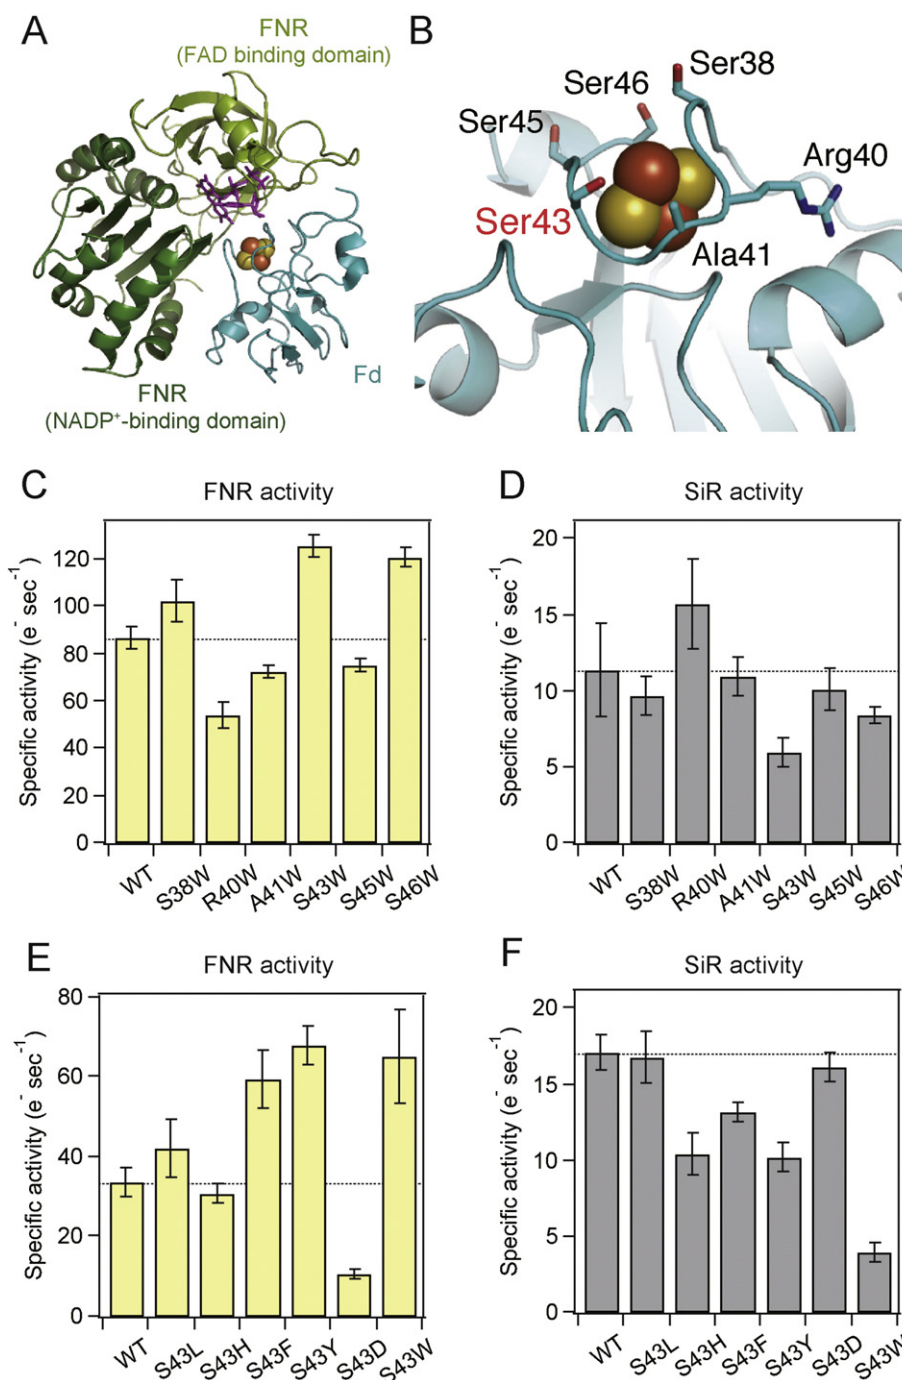 A
FNR
(FAD binding domain)
Fd
FNR
(NADP⁺-binding domain)
B
Ser38
Ser46
Ser45
Arg40
Ser43
Ala41
C
FNR activity
Specific activity (e⁻ sec⁻¹)
120
100
80
60
40
20
0
WT
S38W
R40W
A41W
S43W
S45W
S46W
D
SiR activity
Specific activity (e⁻ sec⁻¹)
20
15
10
5
0
WT
S38W
R40W
A41W
S43W
S45W
S46W
E
FNR activity
Specific activity (e⁻ sec⁻¹)
80
60
40
20
0
WT
S43L
S43H
S43F
S43Y
S43D
S43W
F
SiR activity
Specific activity (e⁻ sec⁻¹)
20
15
10
5
0
WT
S43L
S43H
S43F
S43Y
S43D
S43W